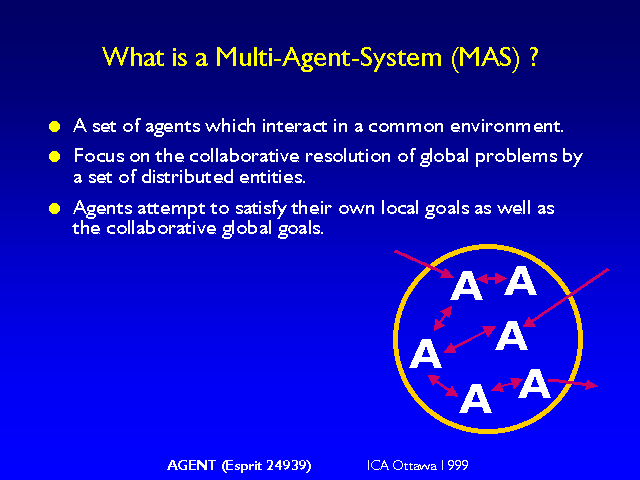 What is a Multi-Agent-System (MAS) ?
● A set of agents which interact in a common environment.
● Focus on the collaborative resolution of global problems by
a set of distributed entities.
● Agents attempt to satisfy their own local goals as well as
the collaborative global goals.
A A
A
A
A
A
AGENT (Esprit 24939) ICA Ottawa 1999